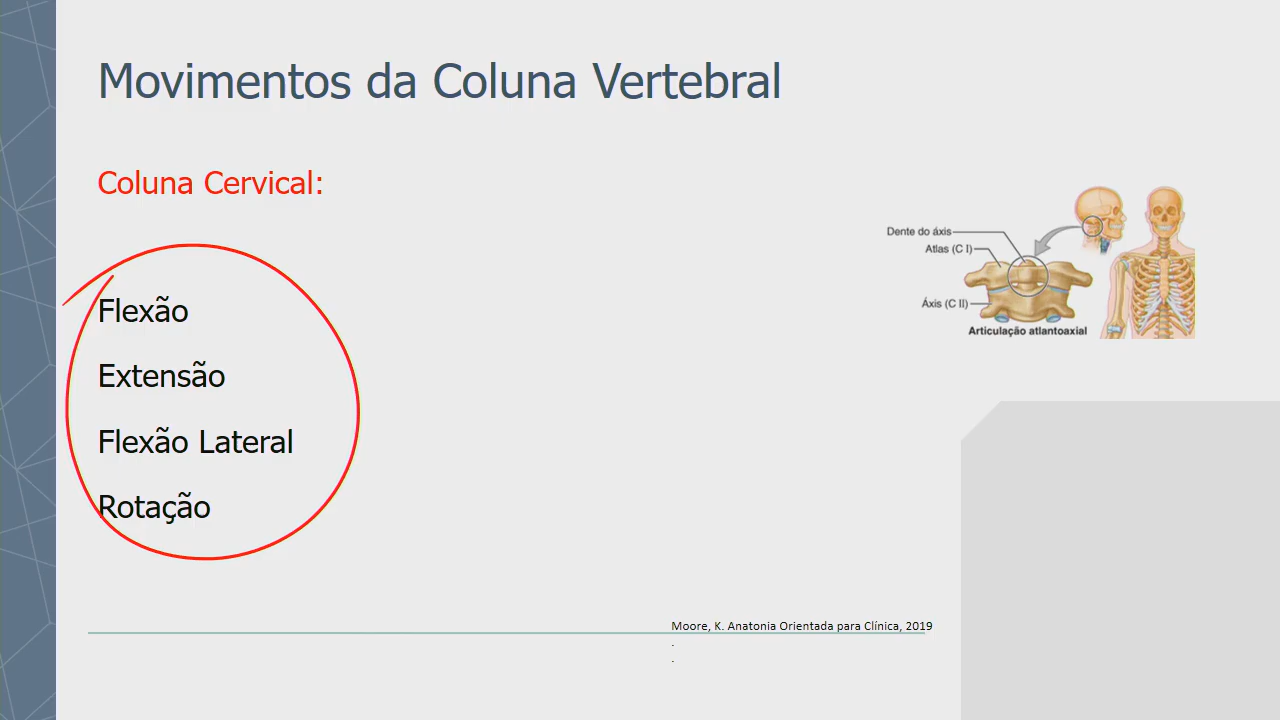 Movimentos da Coluna Vertebral
Coluna Cervical:
Flexão
Extensão
Flexão Lateral
Rotação
Dente do áxis
Atlas (C I)
Áxis (C II)
Articulação atlantoaxial
Moore, K. Anatonia Orientada para Clínica, 2019
.
.